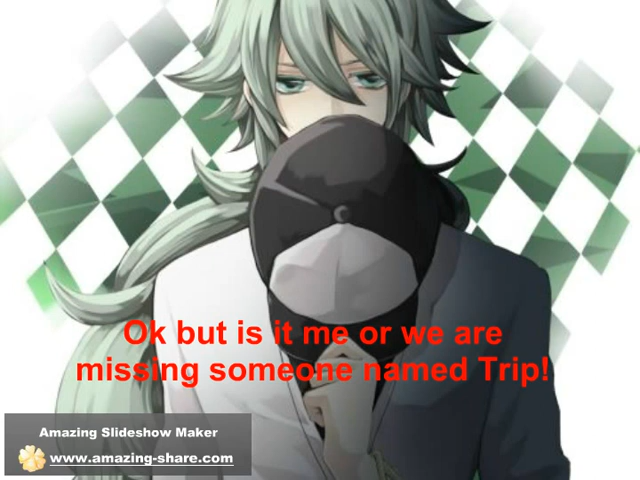 Ok but is it me or we are
missing someone named Trip!
Amazing Slideshow Maker
www.amazing-share.com